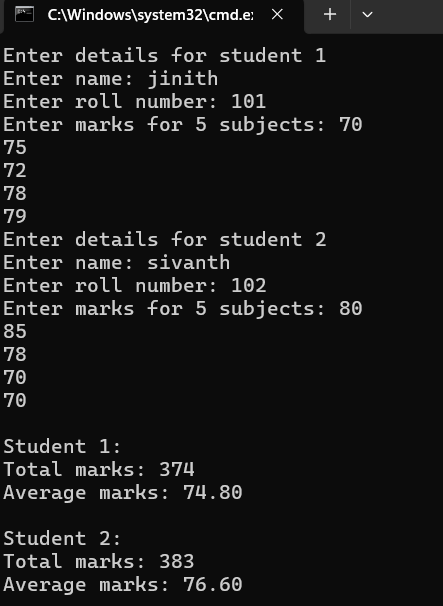 C:\Windows\system32\cmd.e:
Enter details for student 1
Enter name: jinith
Enter roll number: 101
Enter marks for 5 subjects: 70
75
72
78
79
Enter details for student 2
Enter name: sivanth
Enter roll number: 102
Enter marks for 5 subjects: 80
85
78
70
70
Student 1:
Total marks: 374
Average marks: 74.80
Student 2:
Total marks: 383
Average marks: 76.60